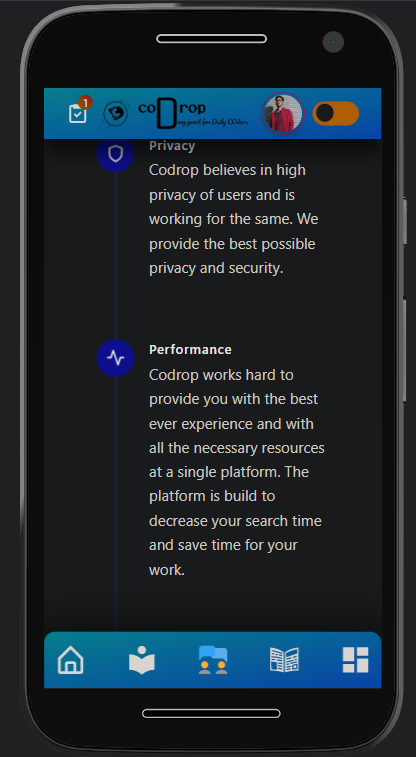 1
coDrop
my pixel for Daily COders
Privacy
Codrop believes in high
privacy of users and is
working for the same. We
provide the best possible
privacy and security.
Performance
Codrop works hard to
provide you with the best
ever experience and with
all the necessary resources
at a single platform. The
platform is build to
decrease your search time
and save time for your
work.